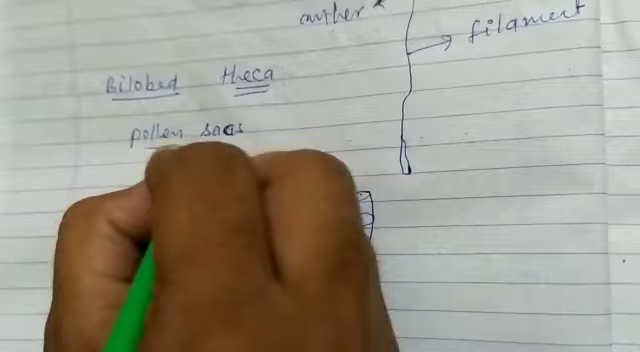 anther
filament
Bilobed theca
pollen sacs